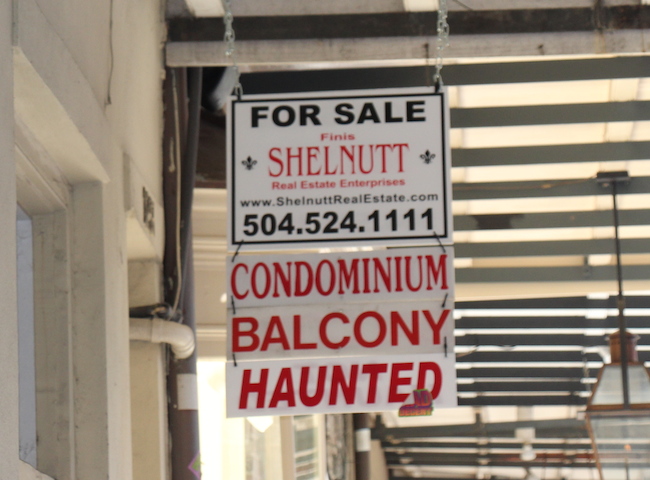 FOR SALE
Finis
SHELNUTT
Real Estate Enterprises
www.ShelnuttRealEstate.com
504.524.1111
CONDOMINIUM
BALCONY
HAUNTED